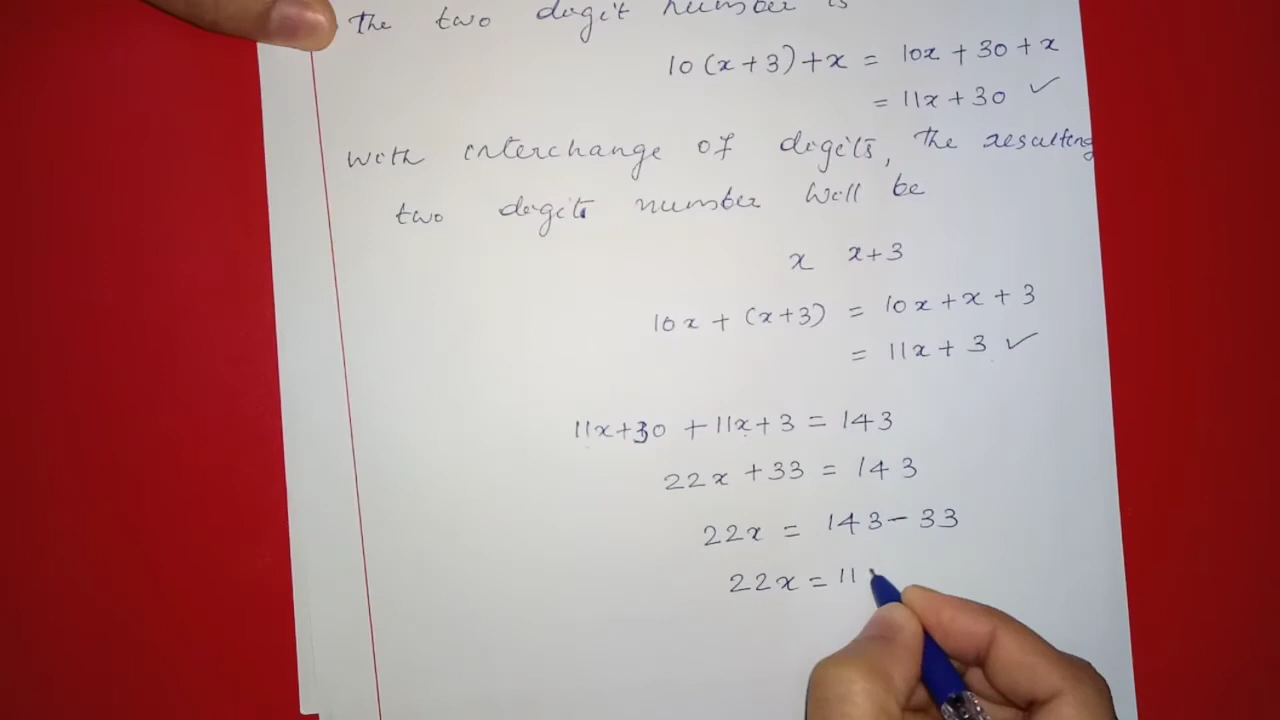 The two digit number is
10(x+3)+x = 10x + 30 + x
= 11x + 30 ✓
With interchange of digits, the resulting
two digit number will be
x x+3
10x + (x+3) = 10x + x + 3
= 11x + 3 ✓
11x+30 + 11x + 3 = 143
22x + 33 = 143
22x = 143 - 33
22x = 11